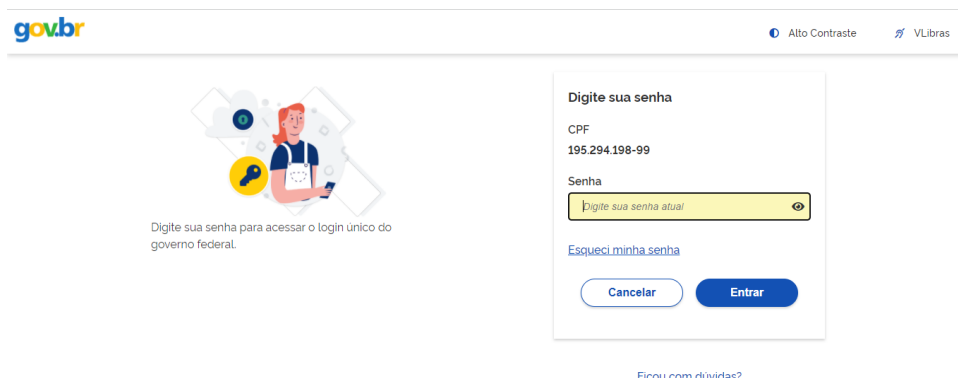 gov.br
Alto Contraste
VLibras
Digite sua senha
CPF
195.294.198-99
Senha
Digite sua senha atual
Digite sua senha para acessar o login único do
governo federal.
Esqueci minha senha
Cancelar
Entrar
Ficou com dúvidas?